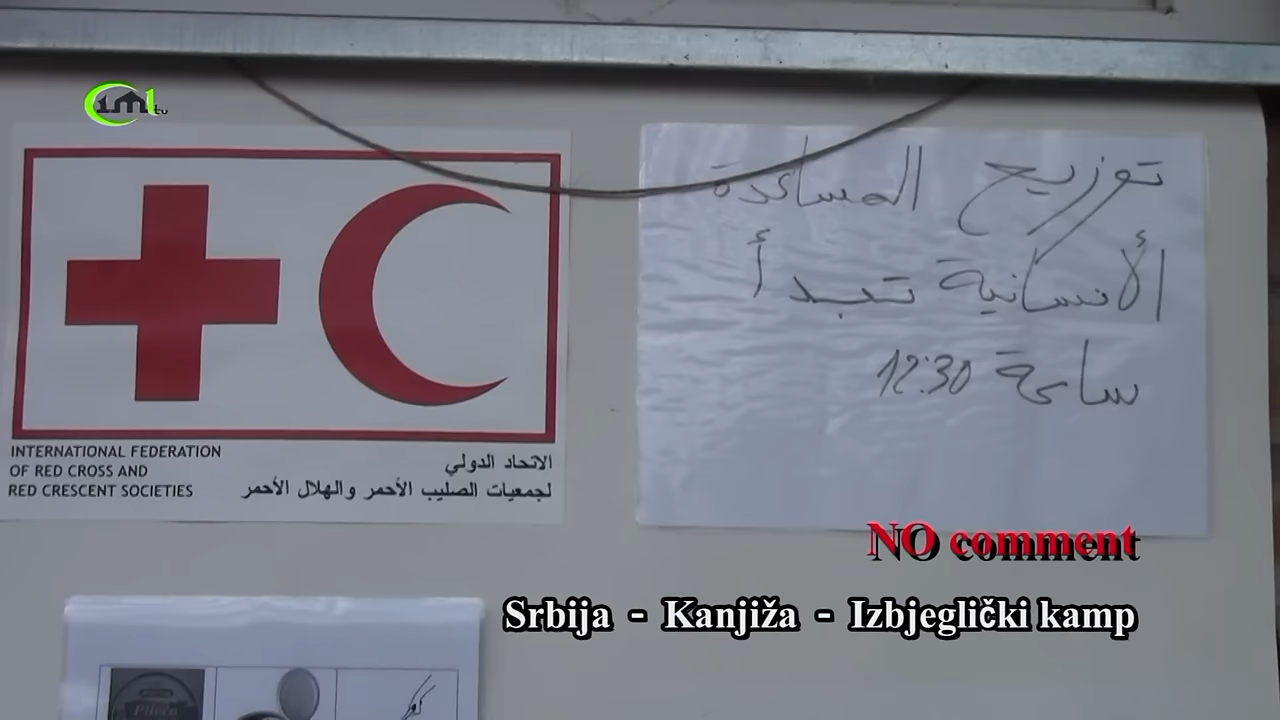 توزيع المساعدة
الأنسانية تبدأ
ساعة 12:30
INTERNATIONAL FEDERATION
OF RED CROSS AND
RED CRESCENT SOCIETIES
الاتحاد الدولي
لجمعيات الصليب الأحمر والهلال الأحمر
NO comment
Srbija - Kanjiža - Izbjeglički kamp